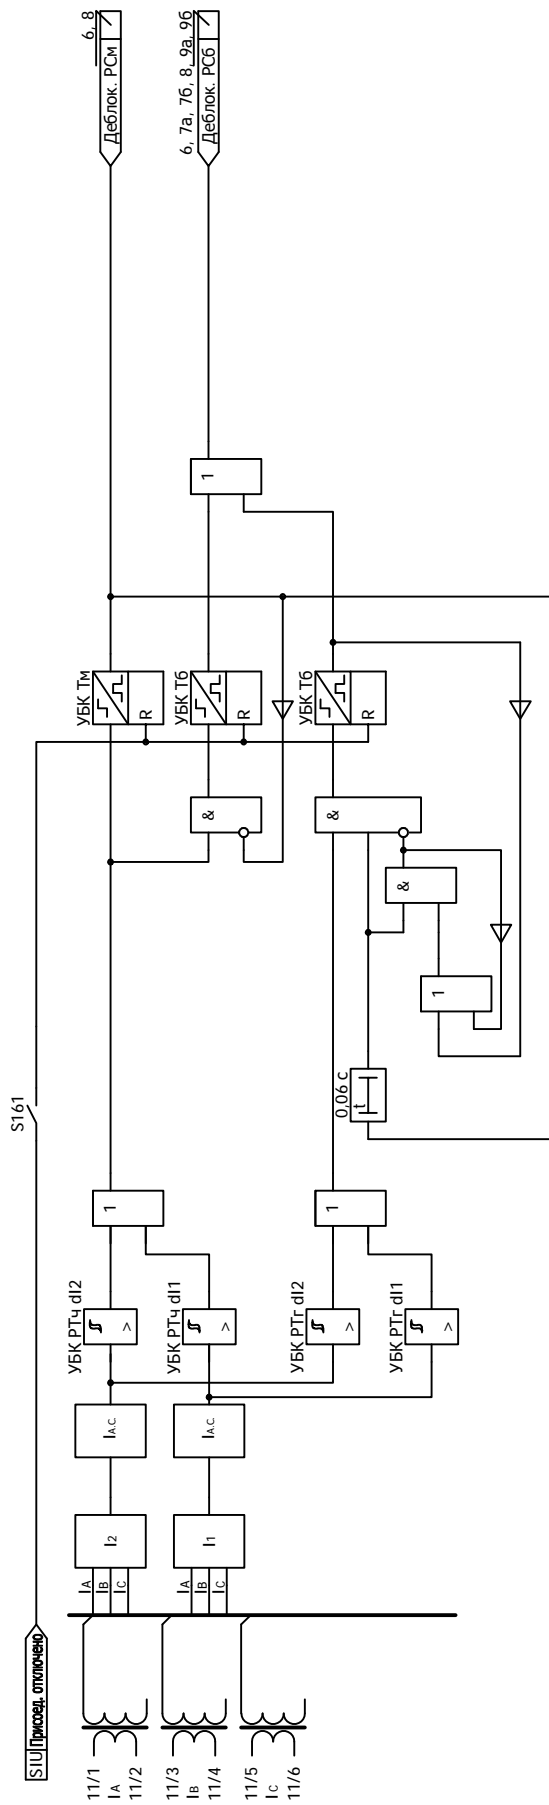 SIU Присоед. отключено
S161
6, 8
Деблок. РСм
6, 7а, 7б, 8, 9а, 9б
Деблок. РСб
11/1
IA
11/2
11/3
IB
11/4
11/5
IC
11/6
IA
IB
IC
I2
IA.C.
УБК РТч dI2
>
1
УБК Тм
R
IA
IB
IC
I1
IA.C.
УБК РТч dI1
>
&
УБК Тб
R
1
УБК РТг dI2
>
1
0,06 с
t
&
УБК Тб
R
УБК РТг dI1
>
1
&